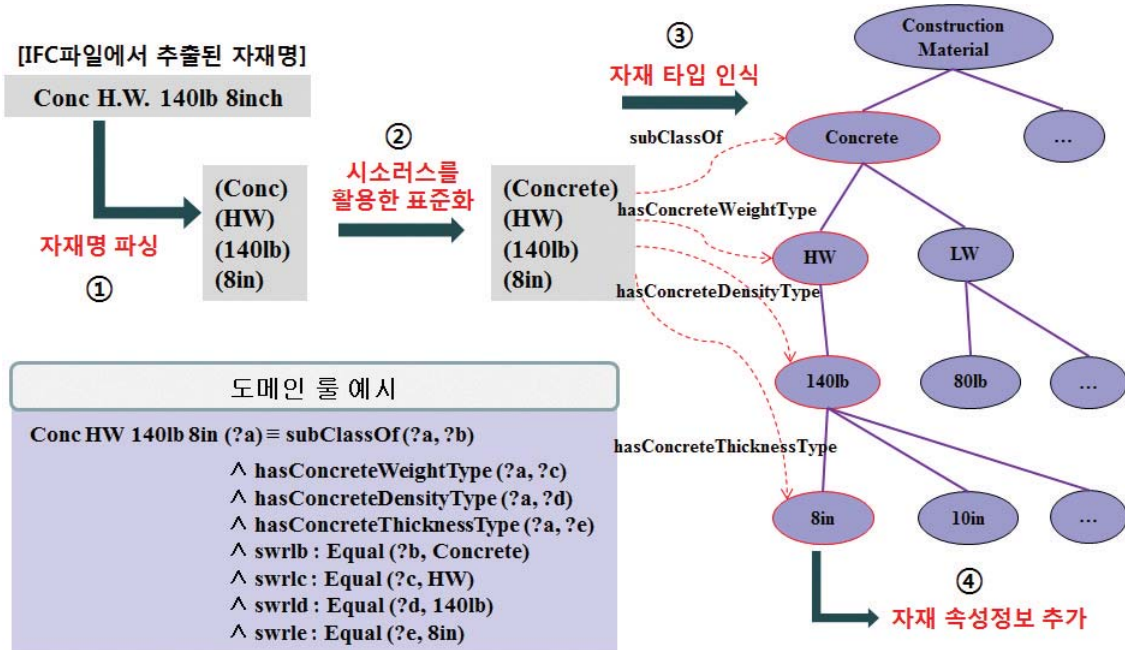 [IFC파일에서 추출된 자재명]
Conc H.W. 140lb 8inch
자재명 파싱
①
(Conc)
(HW)
(140lb)
(8in)
②
시소러스를
활용한 표준화
(Concrete)
(HW)
(140lb)
(8in)
③
자재 타입 인식
subClassOf
hasConcreteWeightType
hasConcreteDensityType
hasConcreteThicknessType
Construction
Material
Concrete
...
HW
LW
140lb
80lb
...
8in
10in
...
④
자재 속성정보 추가
도메인 룰 예시
Conc HW 140lb 8in (?a) ≡ subClassOf (?a, ?b)
∧ hasConcreteWeightType (?a, ?c)
∧ hasConcreteDensityType (?a, ?d)
∧ hasConcreteThicknessType (?a, ?e)
∧ swrlb : Equal (?b, Concrete)
∧ swrlc : Equal (?c, HW)
∧ swrld : Equal (?d, 140lb)
∧ swrle : Equal (?e, 8in)